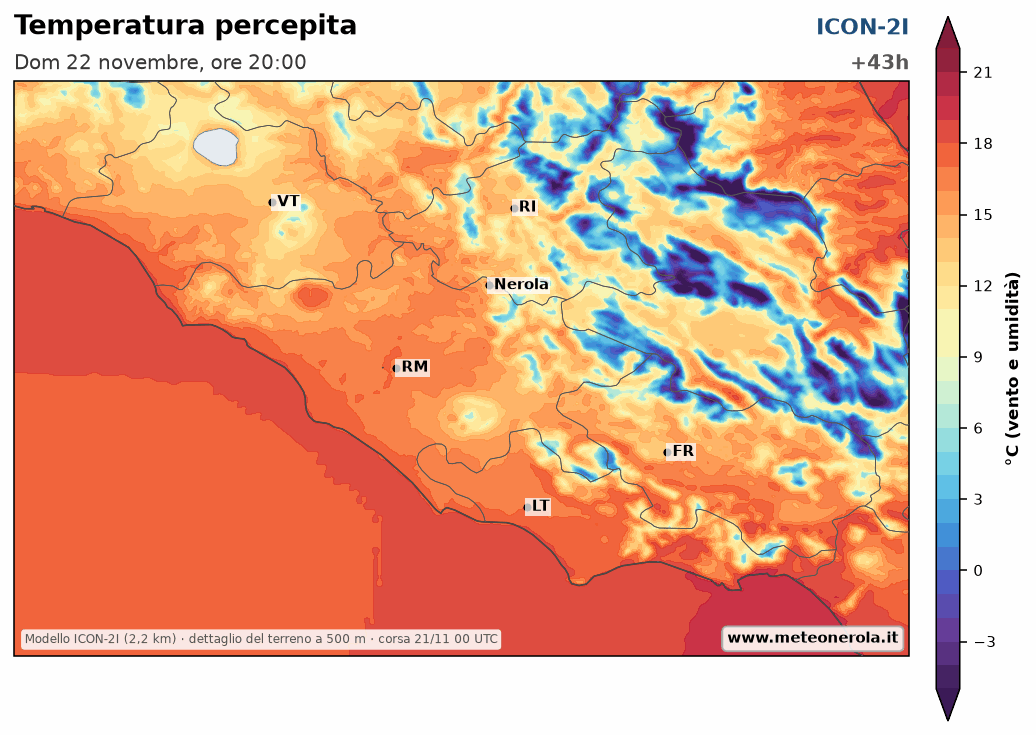 Temperatura percepita
ICON-2I
Dom 22 novembre, ore 20:00
+43h
VT
RI
Nerola
RM
FR
LT
Modello ICON-2I (2,2 km) · dettaglio del terreno a 500 m · corsa 21/11 00 UTC
www.meteonerola.it
21
18
15
12
9
6
3
0
−3
°C (vento e umidità)